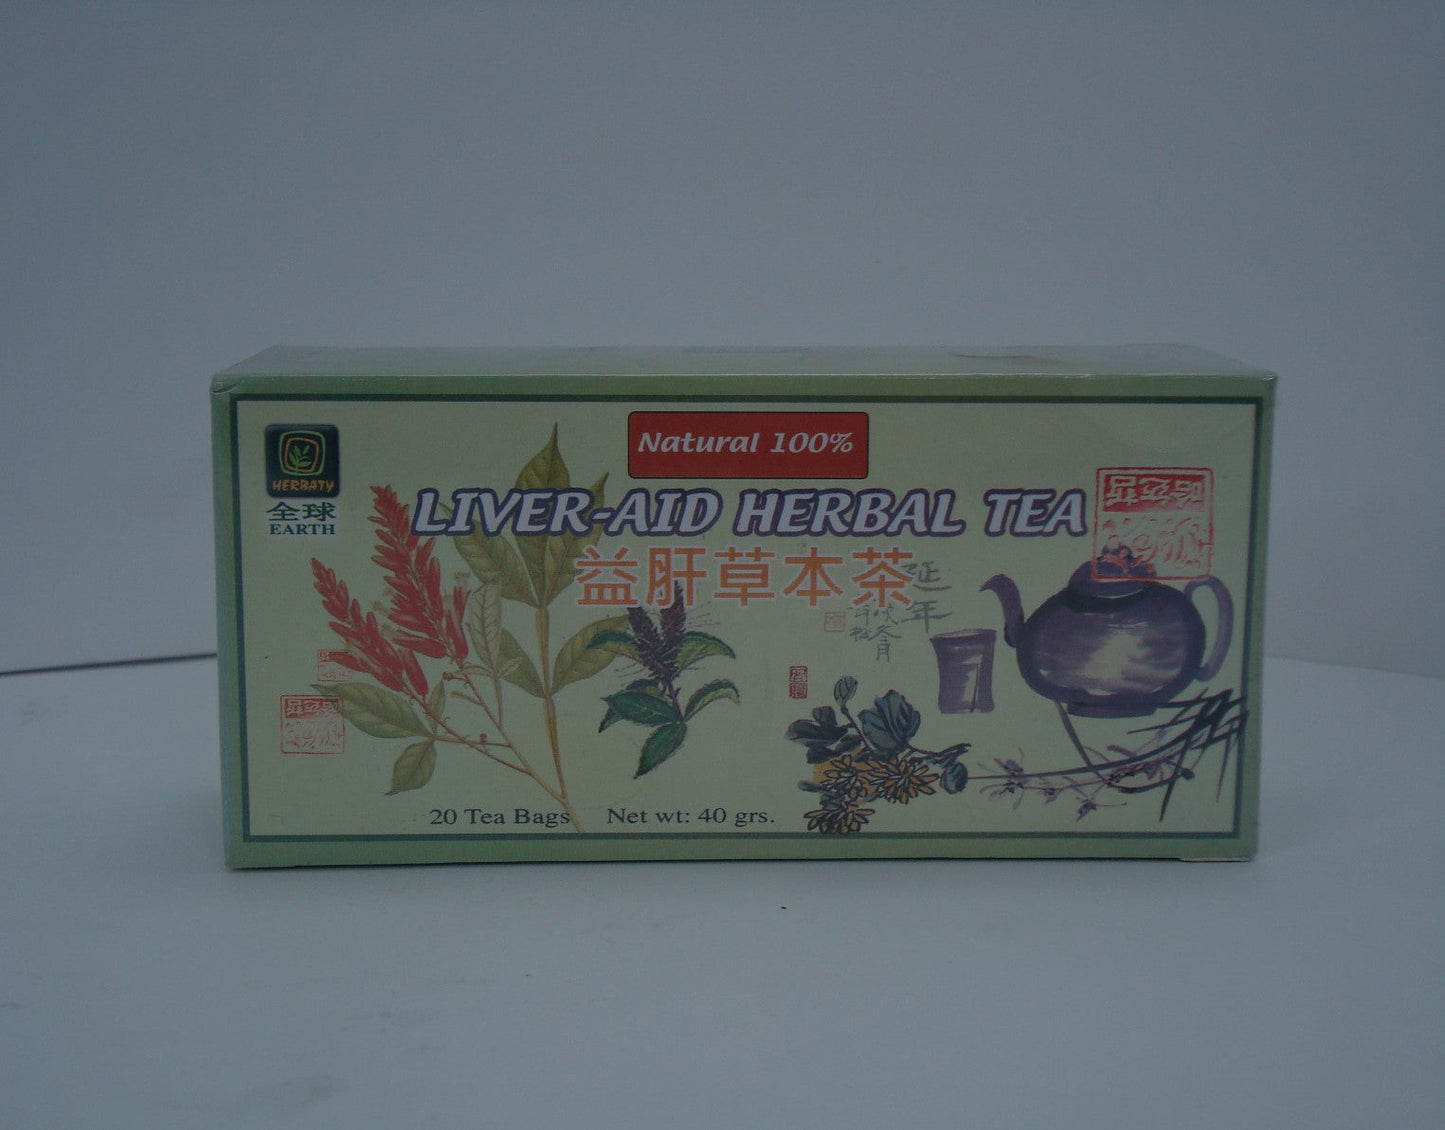 Natural 100%
HERBATY
全球
EARTH
LIVER-AID HERBAL TEA
益肝草本茶
延年
20 Tea Bags Net wt: 40 grs.